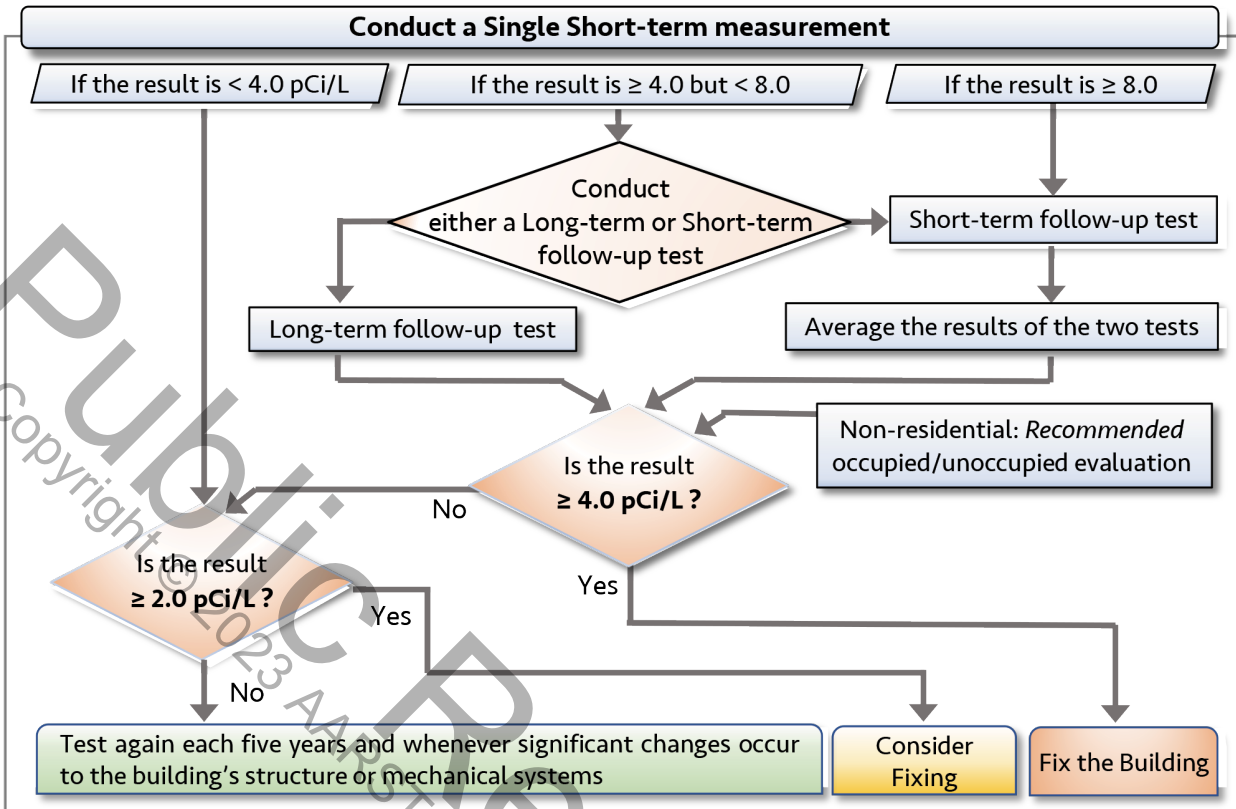 Conduct a Single Short-term measurement
If the result is < 4.0 pCi/L
If the result is ≥ 4.0 but < 8.0
If the result is ≥ 8.0
Conduct
either a Long-term or Short-term
follow-up test
Short-term follow-up test
Long-term follow-up test
Average the results of the two tests
Non-residential: Recommended
occupied/unoccupied evaluation
Is the result
≥ 4.0 pCi/L ?
No
Yes
Is the result
≥ 2.0 pCi/L ?
Yes
No
Test again each five years and whenever significant changes occur
to the building's structure or mechanical systems
Consider
Fixing
Fix the Building
Public Re
Copyright © 2023 AARST